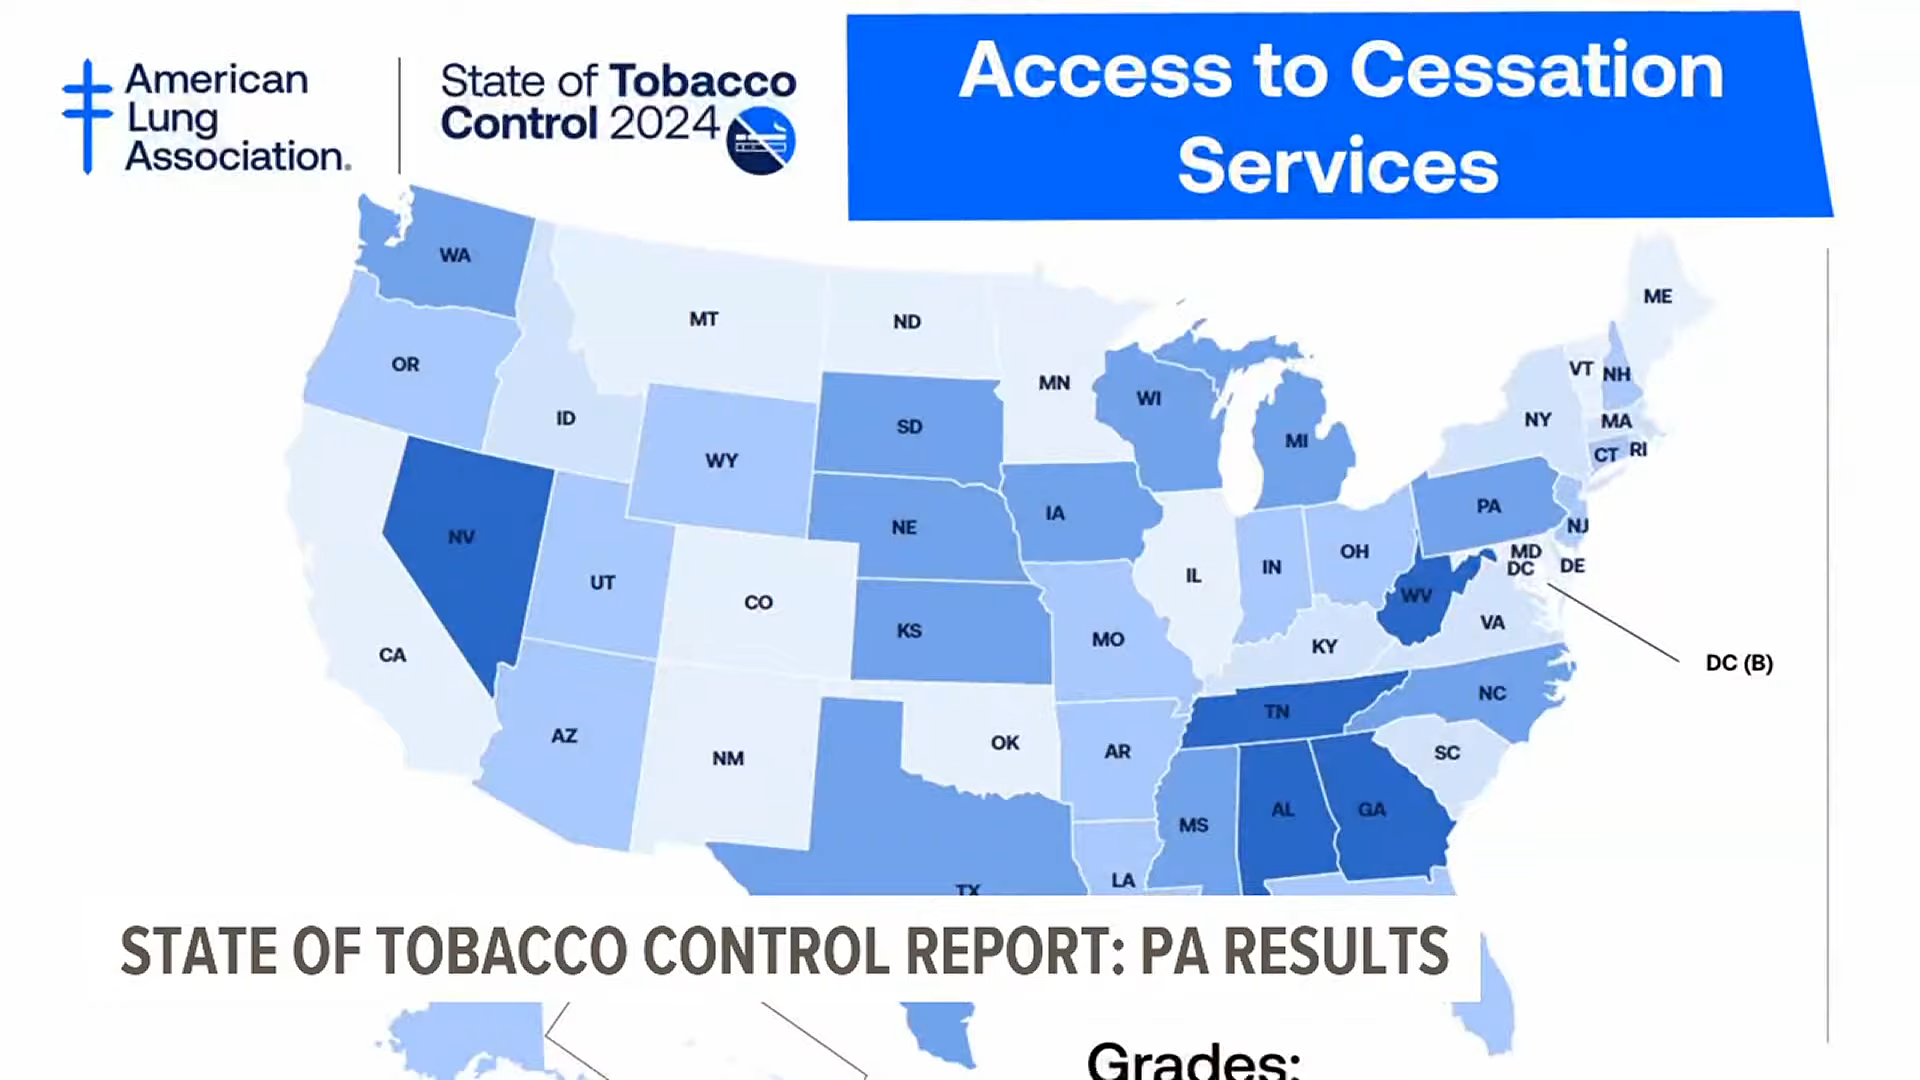 American
Lung
Association.
State of Tobacco
Control 2024
Access to Cessation
Services
WA
MT
ND
ME
OR
ID
MN
WI
VT
NH
SD
NY
MA
WY
MI
CT
RI
IA
PA
NV
NE
NJ
UT
CO
IL
IN
OH
MD
DC
DE
KS
MO
WV
VA
CA
KY
DC (B)
NC
AZ
NM
OK
AR
TN
SC
MS
AL
GA
TX
LA
STATE OF TOBACCO CONTROL REPORT: PA RESULTS
Grades: